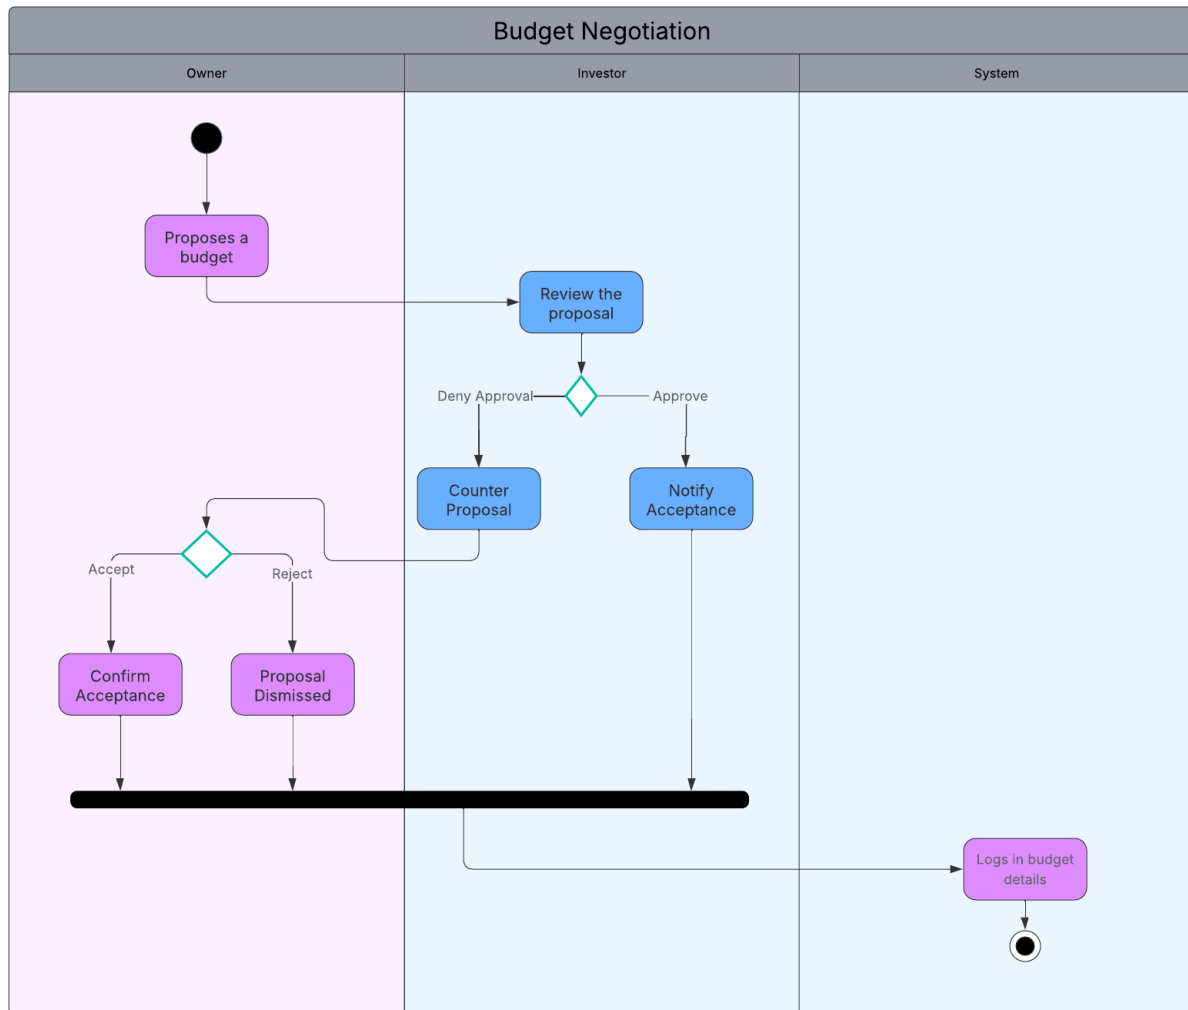 Budget Negotiation
Owner
Investor
System
Proposes a
budget
Review the
proposal
Deny Approval
Approve
Counter
Proposal
Notify
Acceptance
Accept
Reject
Confirm
Acceptance
Proposal
Dismissed
Logs in budget
details